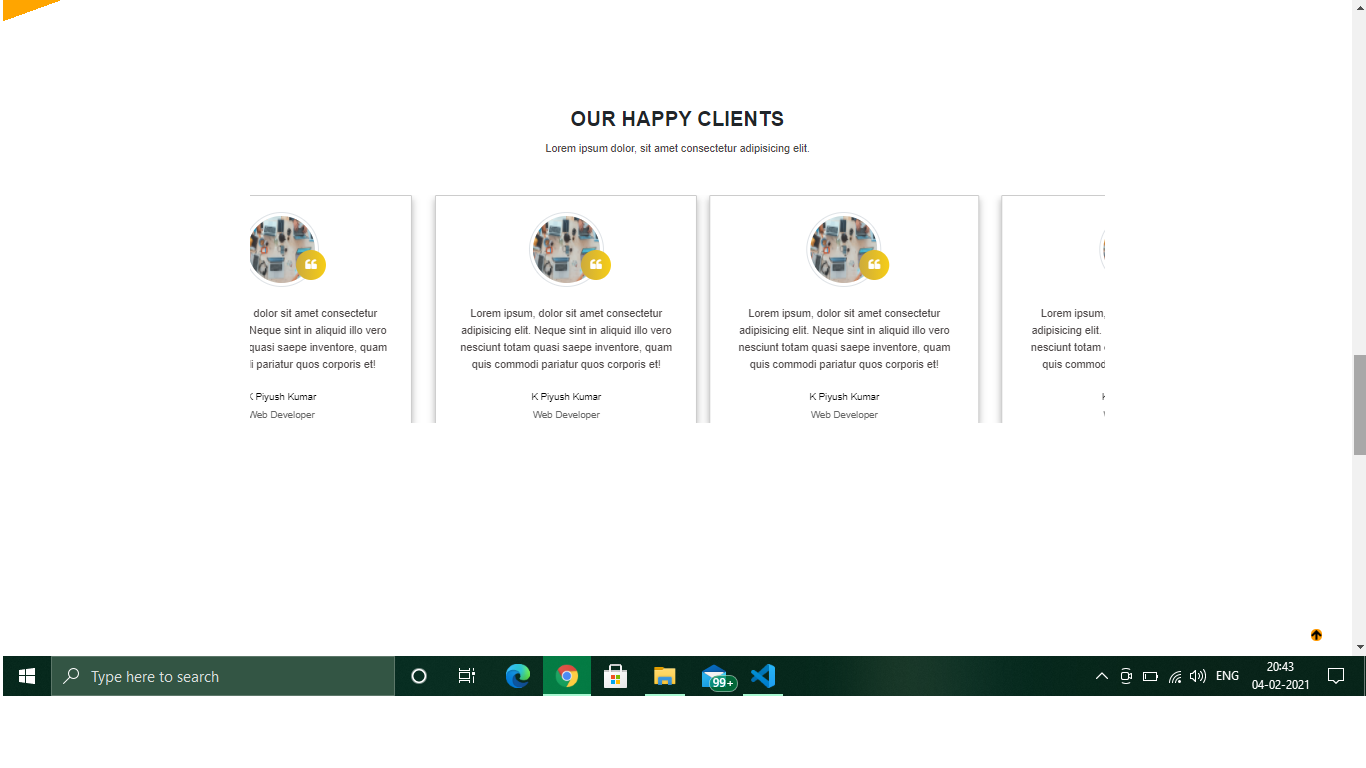 OUR HAPPY CLIENTS
Lorem ipsum dolor, sit amet consectetur adipisicing elit.
dolor sit amet consectetur
Neque sint in aliquid illo vero
quasi saepe inventore, quam
pariatur quos corporis et!
K Piyush Kumar
Web Developer
Lorem ipsum, dolor sit amet consectetur
adipisicing elit. Neque sint in aliquid illo vero
nesciunt totam quasi saepe inventore, quam
quis commodi pariatur quos corporis et!
K Piyush Kumar
Web Developer
Lorem ipsum, dolor sit amet consectetur
adipisicing elit. Neque sint in aliquid illo vero
nesciunt totam quasi saepe inventore, quam
quis commodi pariatur quos corporis et!
K Piyush Kumar
Web Developer
Lorem ipsum,
adipisicing elit.
nesciunt totam
quis commod
Type here to search
99+
ENG
20:43
04-02-2021